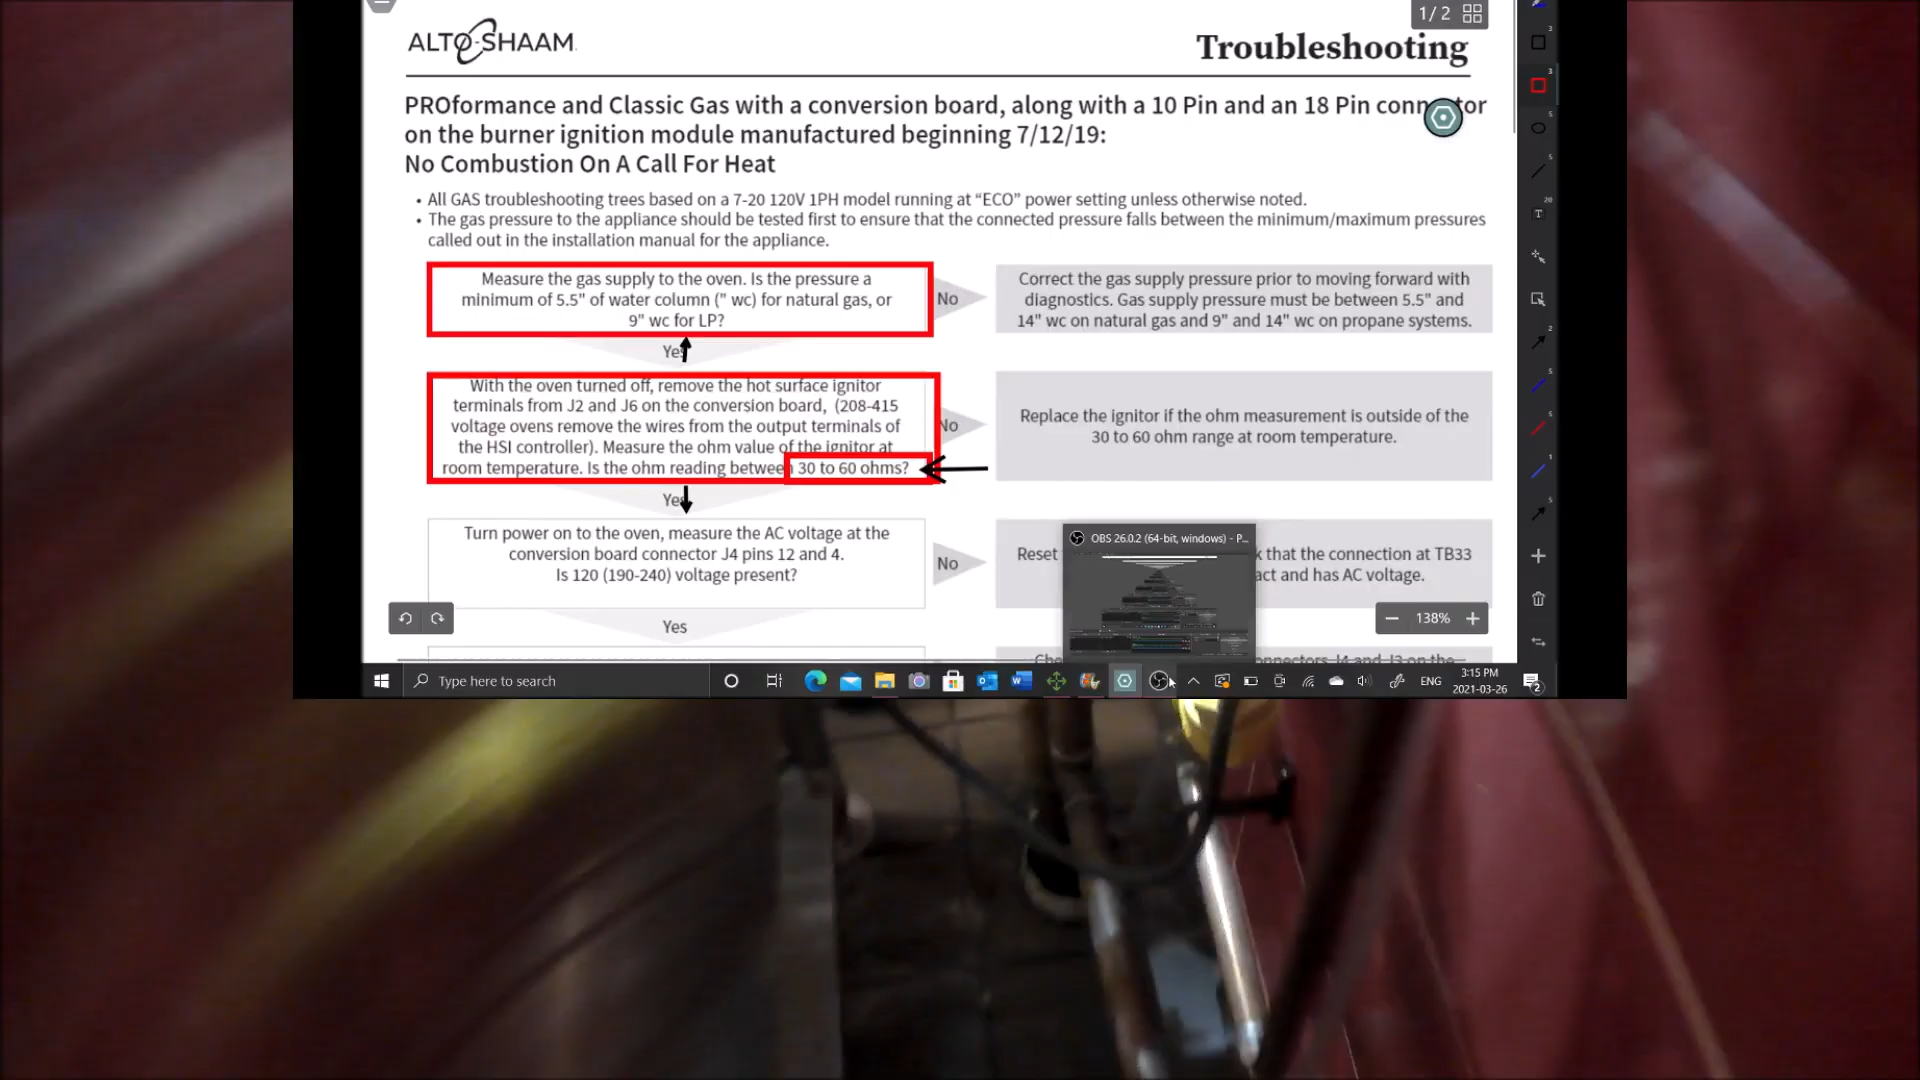 1 / 2
ALTO-SHAAM.
Troubleshooting
PROformance and Classic Gas with a conversion board, along with a 10 Pin and an 18 Pin
on the burner ignition module manufactured beginning 7/12/19:
No Combustion On A Call For Heat
• All GAS troubleshooting trees based on a 7-20 120V 1PH model running at “ECO” power setting unless otherwise noted.
• The gas pressure to the appliance should be tested first to ensure that the connected pressure falls between the minimum/maximum pressures
called out in the installation manual for the appliance.
Measure the gas supply to the oven. Is the pressure a
minimum of 5.5" of water column (" wc) for natural gas, or
9" wc for LP?
No
Correct the gas supply pressure prior to moving forward with
diagnostics. Gas supply pressure must be between 5.5" and
14" wc on natural gas and 9" and 14" wc on propane systems.
Yes
With the oven turned off, remove the hot surface ignitor
terminals from J2 and J6 on the conversion board, (208-415
voltage ovens remove the wires from the output terminals of
the HSI controller). Measure the ohm value of the ignitor at
room temperature. Is the ohm reading between 30 to 60 ohms?
No
Replace the ignitor if the ohm measurement is outside of the
30 to 60 ohm range at room temperature.
Yes
Turn power on to the oven, measure the AC voltage at the
conversion board connector J4 pins 12 and 4.
Is 120 (190-240) voltage present?
No
Reset
that the connection at TB33
and has AC voltage.
OBS 26.0.2 (64-bit, windows) - P...
Yes
138%
J4 and J3 on the
Type here to search
ENG
3:15 PM
2021-03-26
2